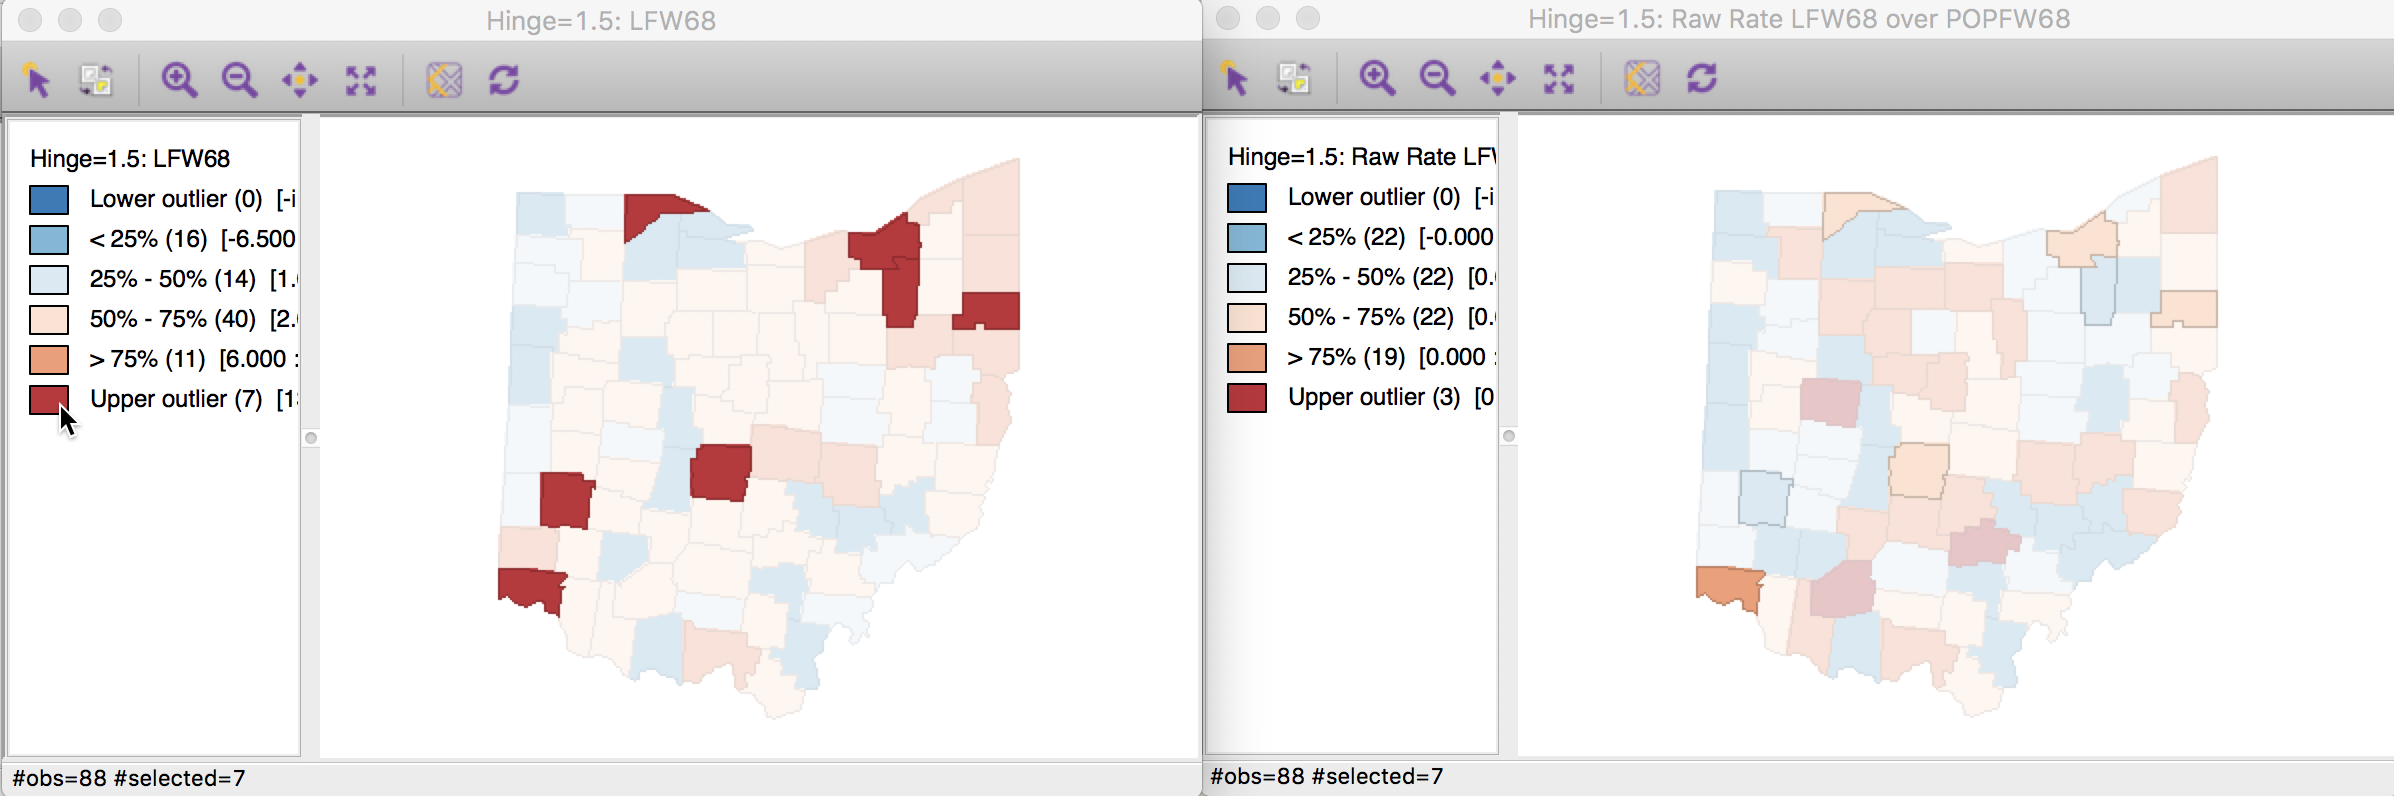 Hinge=1.5: LFW68
Hinge=1.5: LFW68
Lower outlier (0) [-i
< 25% (16) [-6.500
25% - 50% (14) [1.
50% - 75% (40) [2.
> 75% (11) [6.000 :
Upper outlier (7) [1
#obs=88 #selected=7
Hinge=1.5: Raw Rate LFW68 over POPFW68
Hinge=1.5: Raw Rate LF
Lower outlier (0) [-i
< 25% (22) [-0.000
25% - 50% (22) [0.
50% - 75% (22) [0.
> 75% (19) [0.000 :
Upper outlier (3) [0
#obs=88 #selected=7